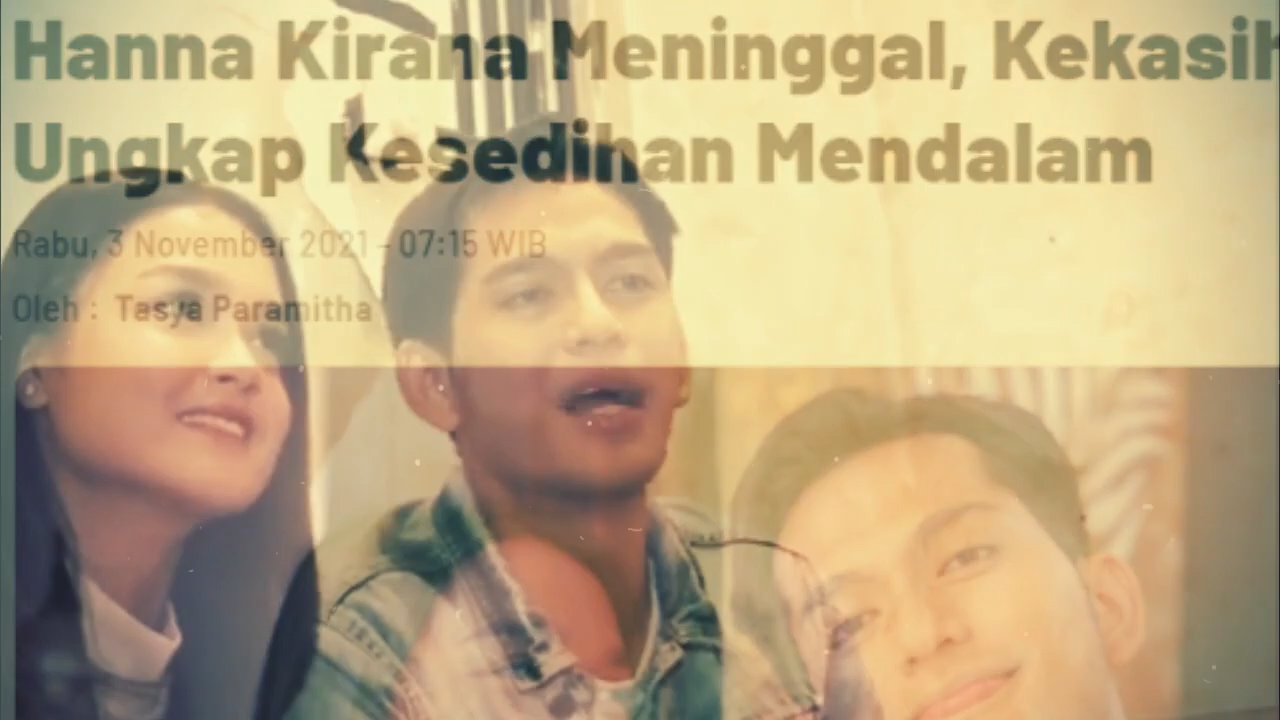 Hanna Kirana Meninggal, Kekasih
Ungkap Kesedihan Mendalam
Rabu, 3 November 2021 - 07:15 WIB
Oleh : Tasya Paramitha